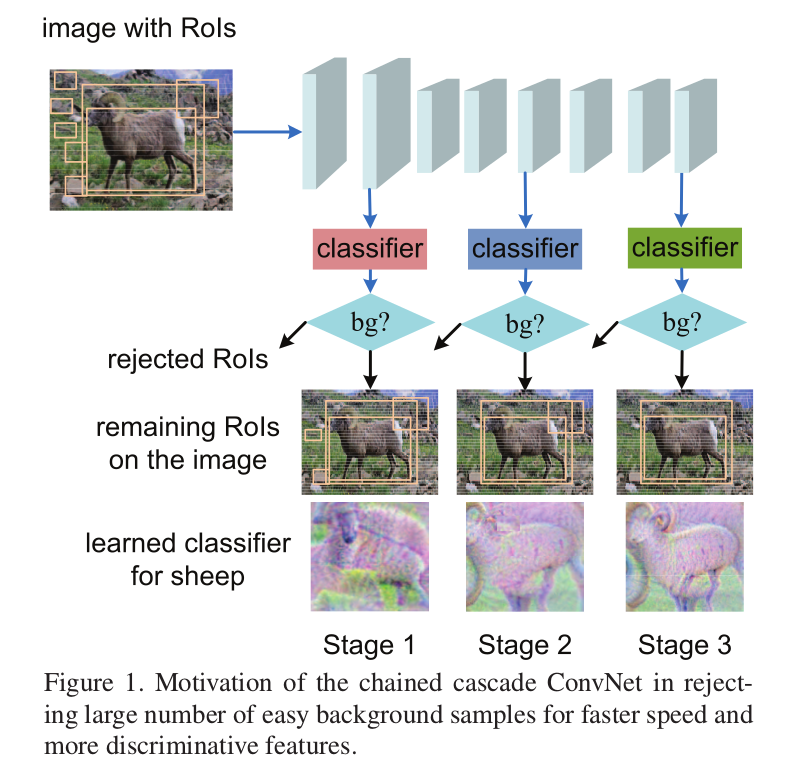 image with RoIs
classifier classifier classifier
bg? bg? bg?
rejected RoIs
remaining RoIs
on the image
learned classifier
for sheep
Stage 1 Stage 2 Stage 3
Figure 1. Motivation of the chained cascade ConvNet in reject-
ing large number of easy background samples for faster speed and
more discriminative features.